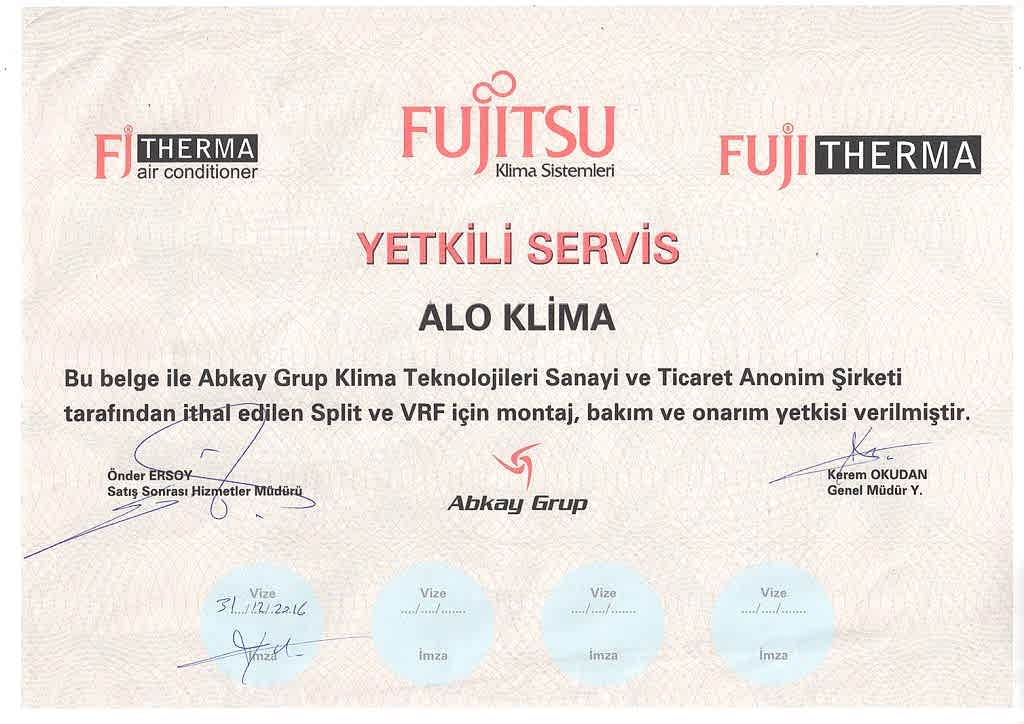 FJ THERMA
air conditioner
FUJITSU
Klima Sistemleri
FUJI THERMA
YETKİLİ SERVİS
ALO KLİMA
Bu belge ile Abkay Grup Klima Teknolojileri Sanayi ve Ticaret Anonim Şirketi
tarafından ithal edilen Split ve VRF için montaj, bakım ve onarım yetkisi verilmiştir.
Önder ERSOY
Satış Sonrası Hizmetler Müdürü
Abkay Grup
Kerem OKUDAN
Genel Müdür Y.
Vize
31/12/2016
İmza
Vize
..../..../.......
İmza
Vize
..../..../.......
İmza
Vize
..../..../.......
İmza